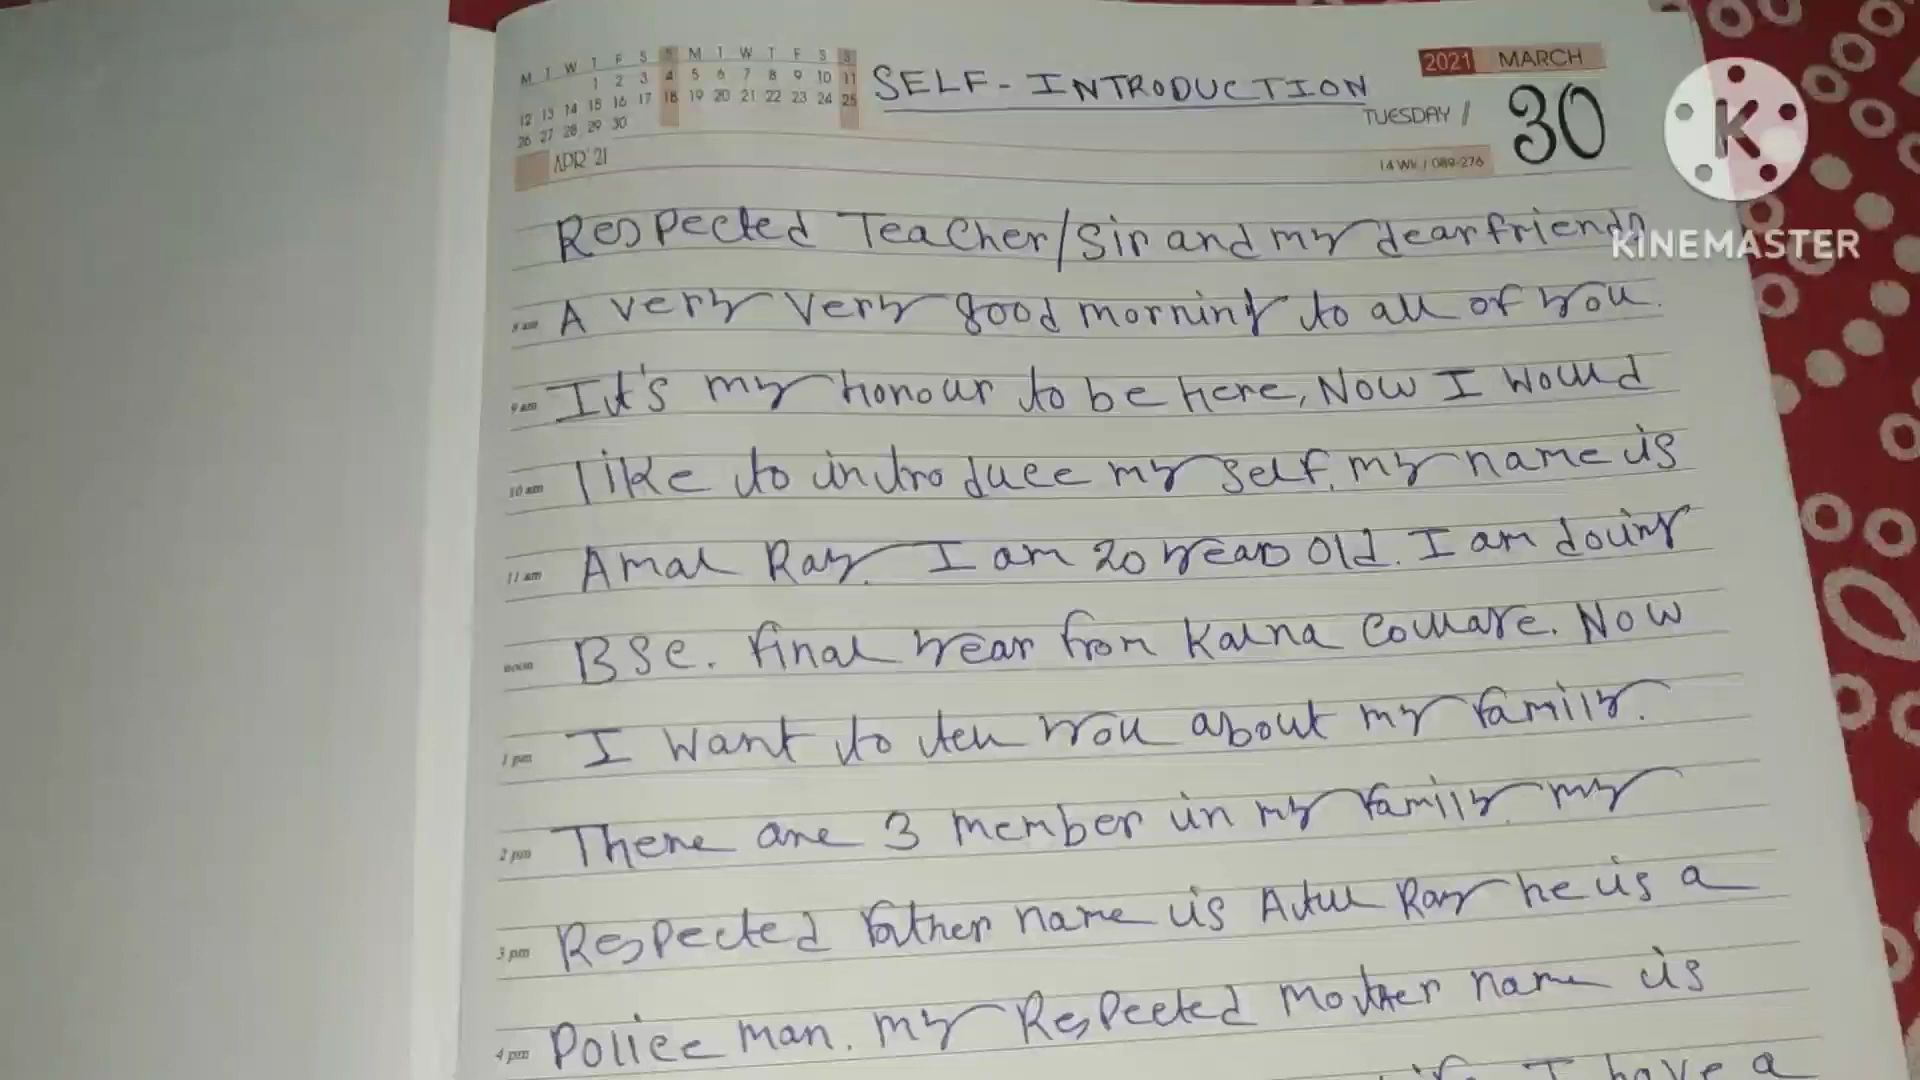 M T W T F S S M T W T F S S
1 2 3 4 5 6 7 8 9 10 11
12 13 14 15 16 17 18 19 20 21 22 23 24 25
26 27 28 29 30
APR' 21
SELF-INTRODUCTION
2021 MARCH
TUESDAY / 30
14 WK / 089-276
KINEMASTER
Respected Teacher/Sir and my dear friends
8 am A very very good morning to all of you.
9 am It's my honour to be here, Now I would
10 am like to introduce my self. my name is
11 am Amal Ray. I am 20 years old. I am doing
noon BSc. final year from Kalna Collage. Now
1 pm I want to tell you about my family.
2 pm There are 3 member in my family. my
3 pm Respected father name is Atul Ray he is a
4 pm Police man. my Respected Mother name is
I have a